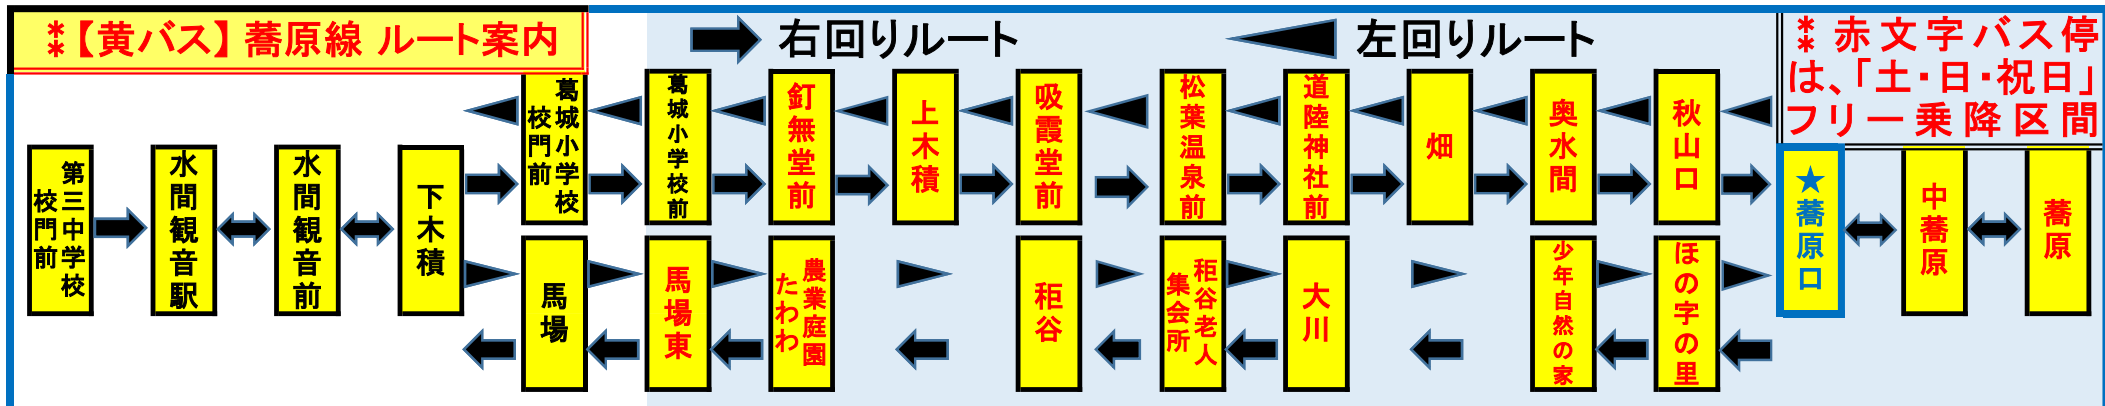 ⁑【黄バス】蕎原線 ルート案内
右回りルート
左回りルート
⁑赤文字バス停
は、「土・日・祝日」
フリー乗降区間
第三中学校
校門前
水間観音駅
水間観音前
下木積
葛城小学校
校門前
葛城小学校前
釘無堂前
上木積
吸霞堂前
松葉温泉前
道陸神社前
畑
奥水間
秋山口
★蕎原口
中蕎原
蕎原
馬場
馬場東
農業庭園
たわわ
秬谷
秬谷老人
集会所
大川
少年自然の家
ほの字の里